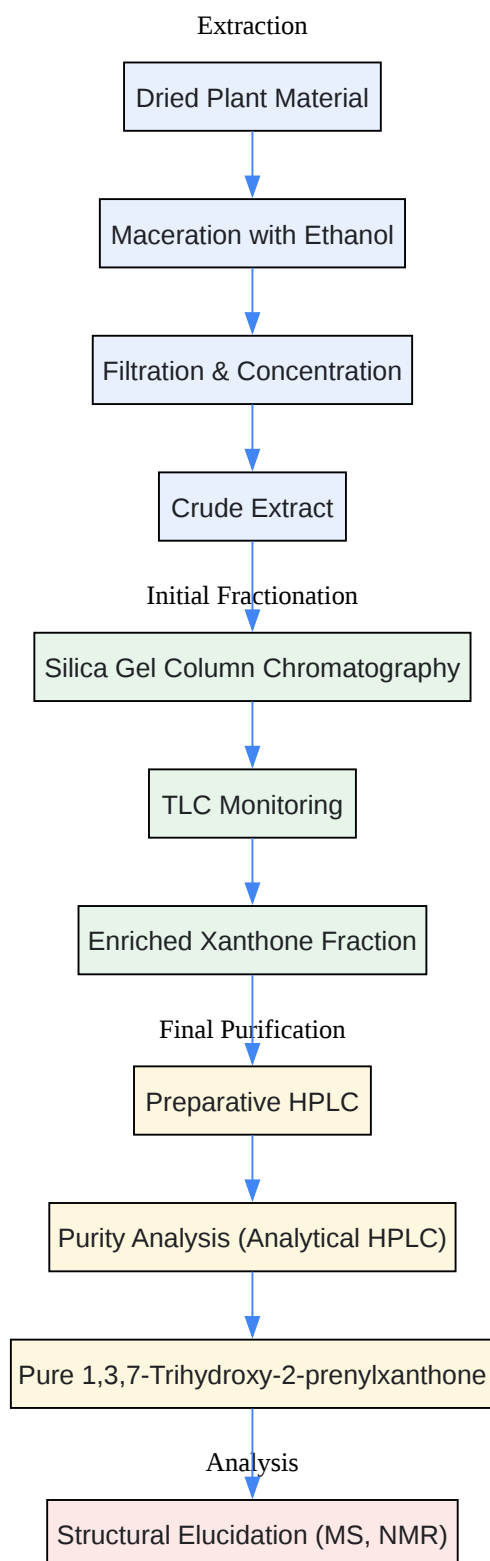 Extraction
Dried Plant Material
Maceration with Ethanol
Filtration & Concentration
Crude Extract
Initial Fractionation
Silica Gel Column Chromatography
TLC Monitoring
Enriched Xanthone Fraction
Final Purification
Preparative HPLC
Purity Analysis (Analytical HPLC)
Pure 1,3,7-Trihydroxy-2-prenylxanthone
Analysis
Structural Elucidation (MS, NMR)